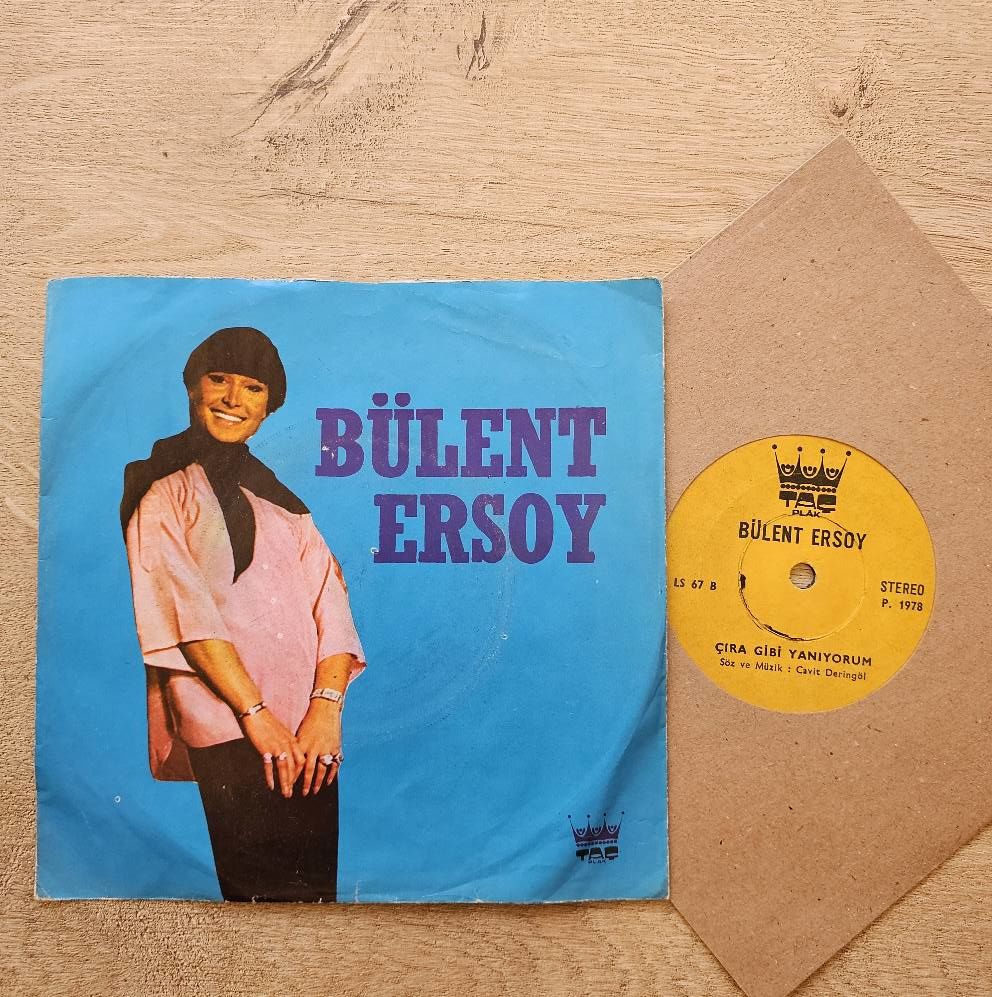 BÜLENT
ERSOY
TAÇ
PLAK
TAÇ
PLAK
BÜLENT ERSOY
LS 67 B
STEREO
P. 1978
ÇIRA GİBİ YANIYORUM
Söz ve Müzik : Cavit Deringöl